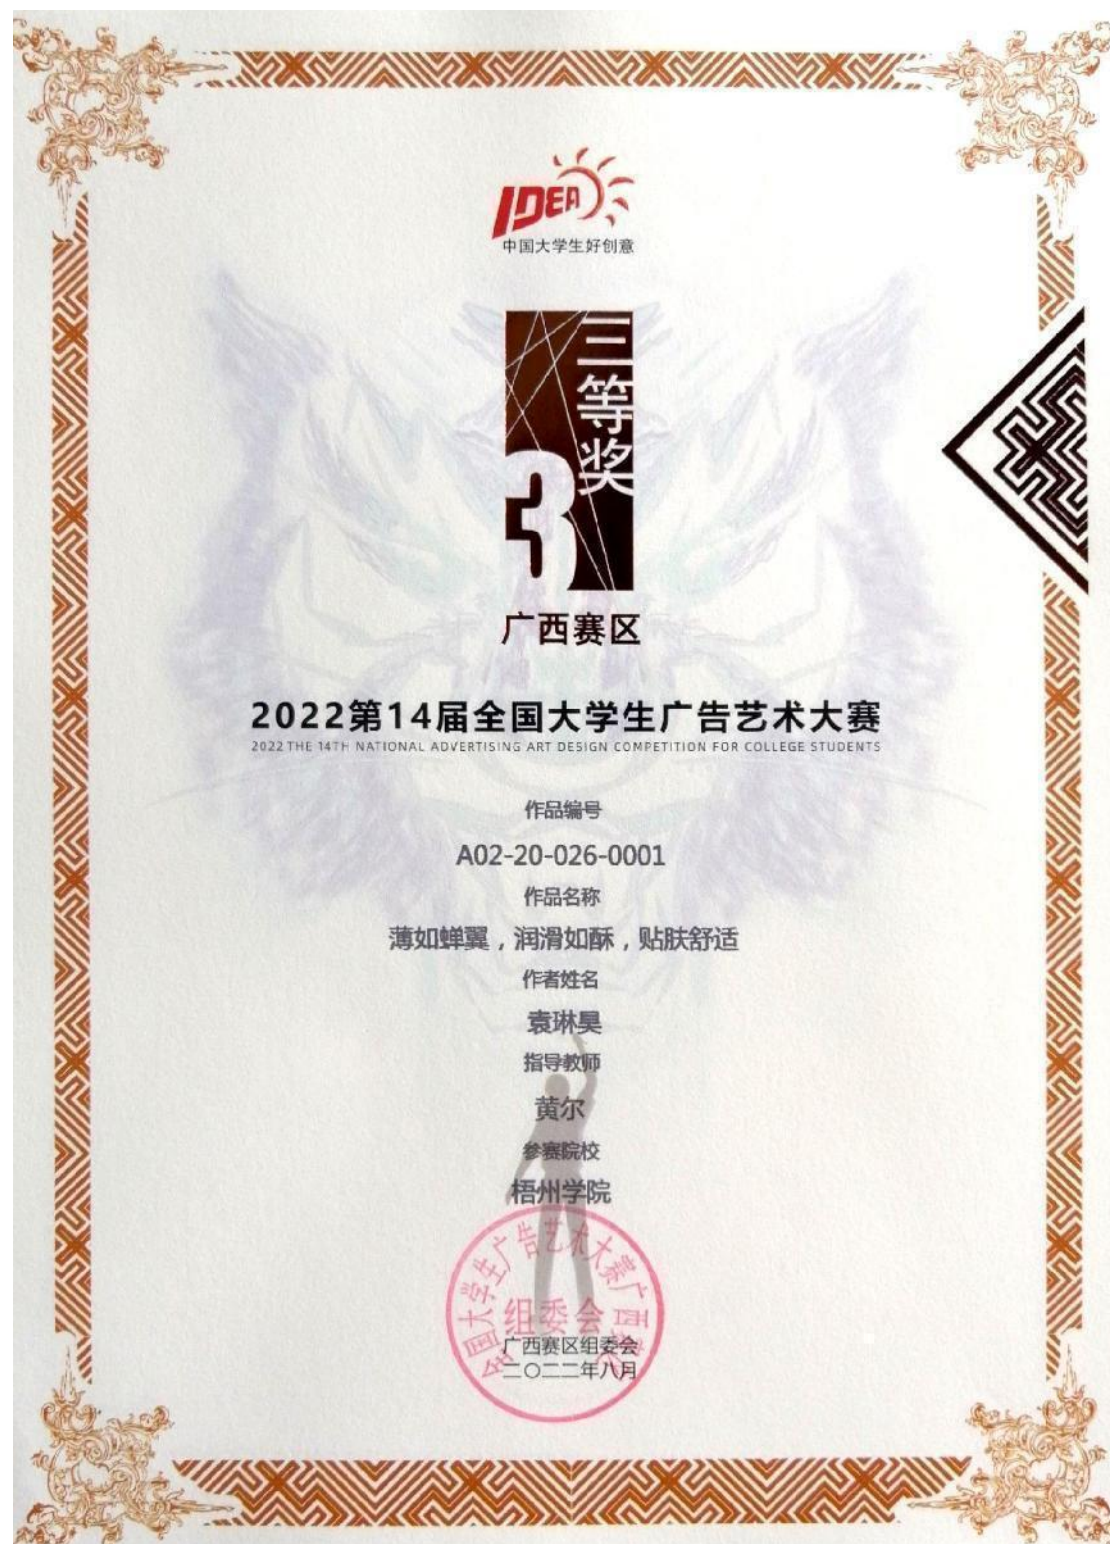 IDEA
中国大学生好创意
三等奖
3
广西赛区
2022第14届全国大学生广告艺术大赛
2022 THE 14TH NATIONAL ADVERTISING ART DESIGN COMPETITION FOR COLLEGE STUDENTS
作品编号
A02-20-026-0001
作品名称
薄如蝉翼，润滑如酥，贴肤舒适
作者姓名
袁琳昊
指导教师
黄尔
参赛院校
梧州学院
全国大学生广告艺术大赛广西赛区
组委会
广西赛区组委会
二〇二二年八月